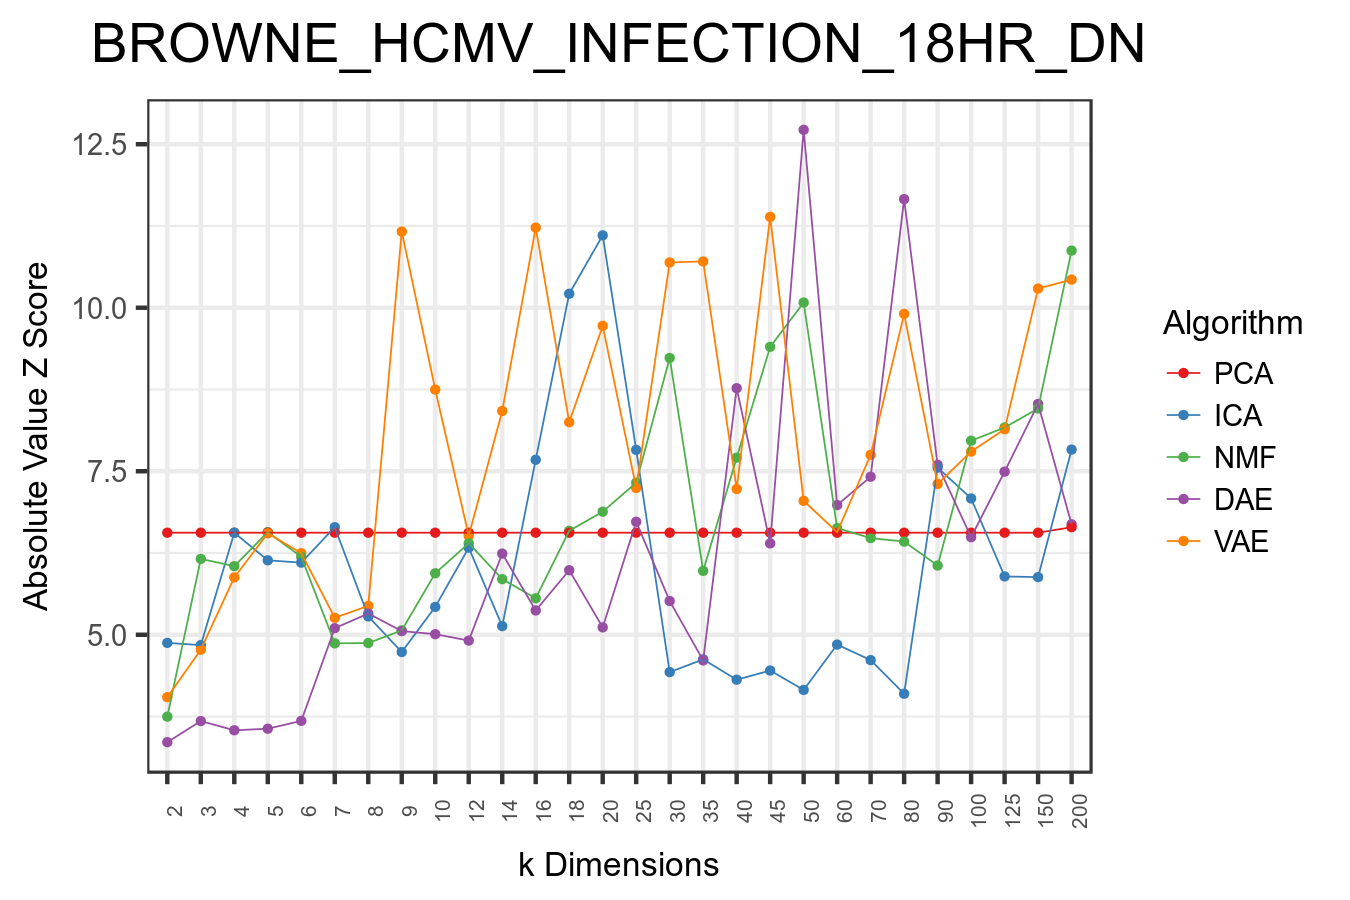 BROWNE_HCMV_INFECTION_18HR_DN
Absolute Value Z Score
12.5
10.0
7.5
5.0
2 3 4 5 6 7 8 9 10 12 14 16 18 20 25 30 35 40 45 50 60 70 80 90 100 125 150 200
k Dimensions
Algorithm
PCA
ICA
NMF
DAE
VAE